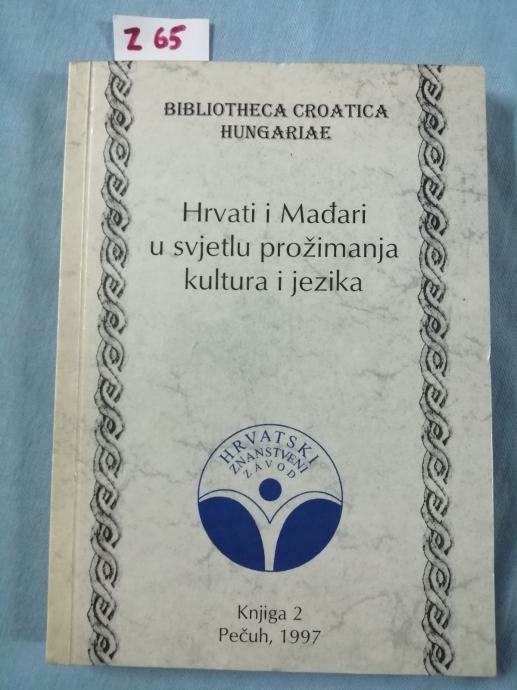 Z 65
BIBLIOTHECA CROATICA
HUNGARIAE
Hrvati i Mađari
u svjetlu prožimanja
kultura i jezika
HRVATSKI
ZNANSTVENI
ZAVOD
Knjiga 2
Pečuh, 1997